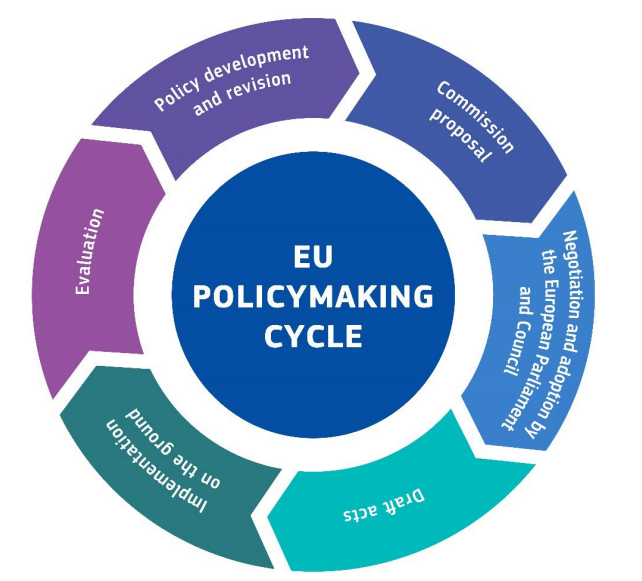 EU
POLICYMAKING
CYCLE
Policy development
and revision
Commission
proposal
Negotiation and adoption by
the European Parliament
and Council
Draft acts
Implementation
on the ground
Evaluation